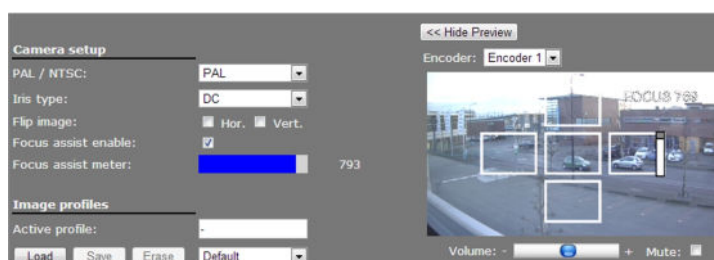 << Hide Preview
Camera setup
Encoder: Encoder 1
PAL / NTSC: PAL
Iris type: DC
Flip image: Hor. Vert.
Focus assist enable:
Focus assist meter: 793
Image profiles
Active profile: -
Load Save Erase Default
Volume: - + Mute:
FOCUS